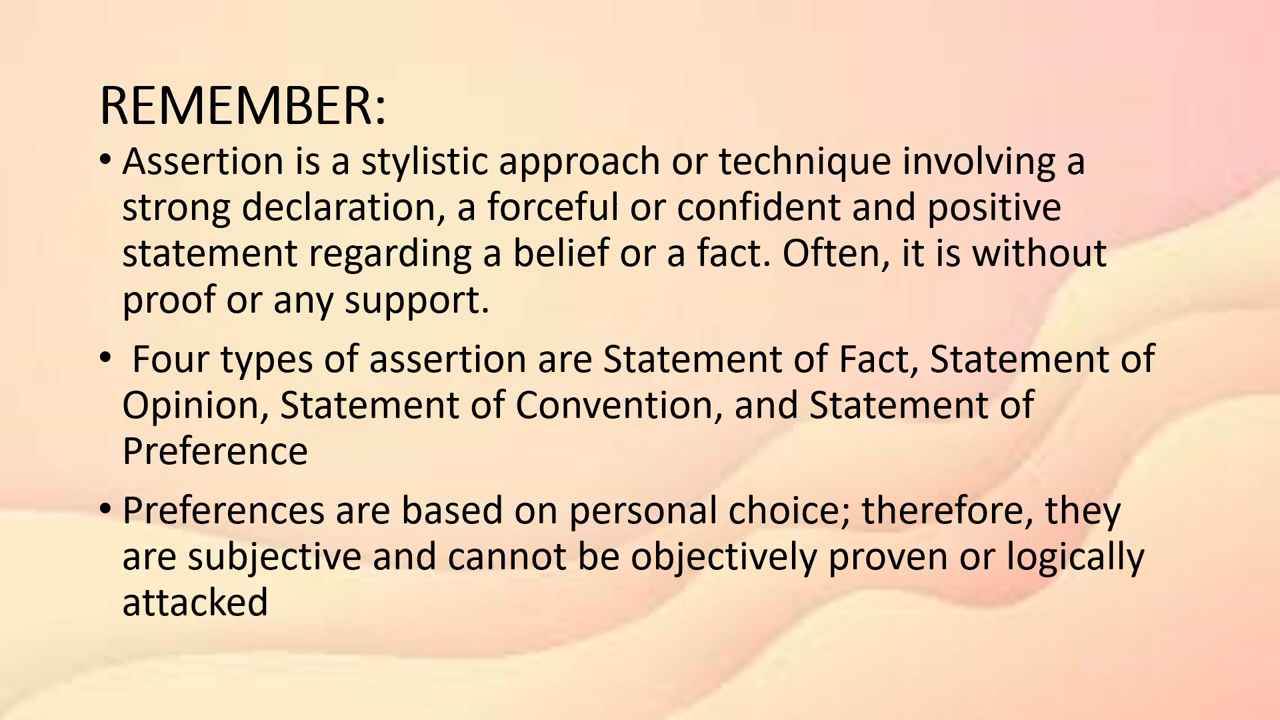 REMEMBER:
• Assertion is a stylistic approach or technique involving a
strong declaration, a forceful or confident and positive
statement regarding a belief or a fact. Often, it is without
proof or any support.
• Four types of assertion are Statement of Fact, Statement of
Opinion, Statement of Convention, and Statement of
Preference
• Preferences are based on personal choice; therefore, they
are subjective and cannot be objectively proven or logically
attacked